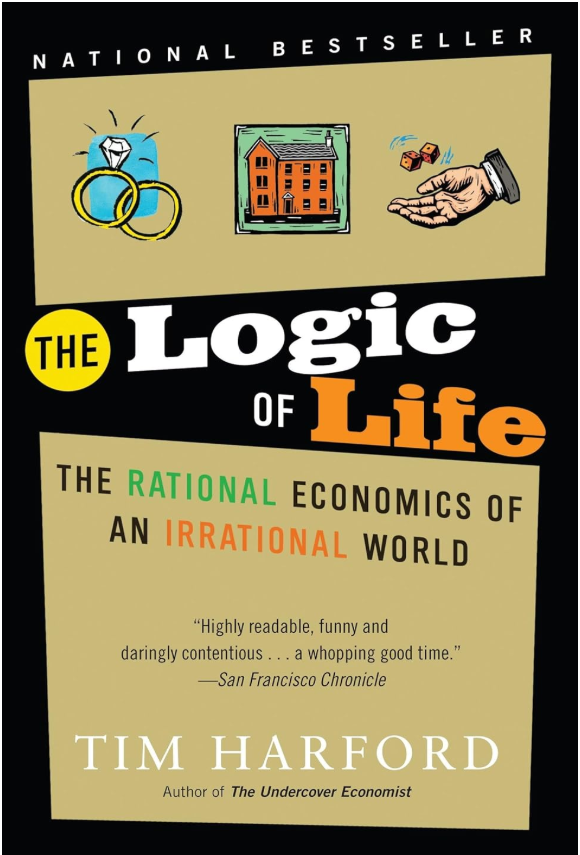 NATIONAL BESTSELLER
THE Logic
OF Life
THE RATIONAL ECONOMICS OF
AN IRRATIONAL WORLD
“Highly readable, funny and
daringly contentious . . . a whopping good time.”
—San Francisco Chronicle
TIM HARFORD
Author of The Undercover Economist